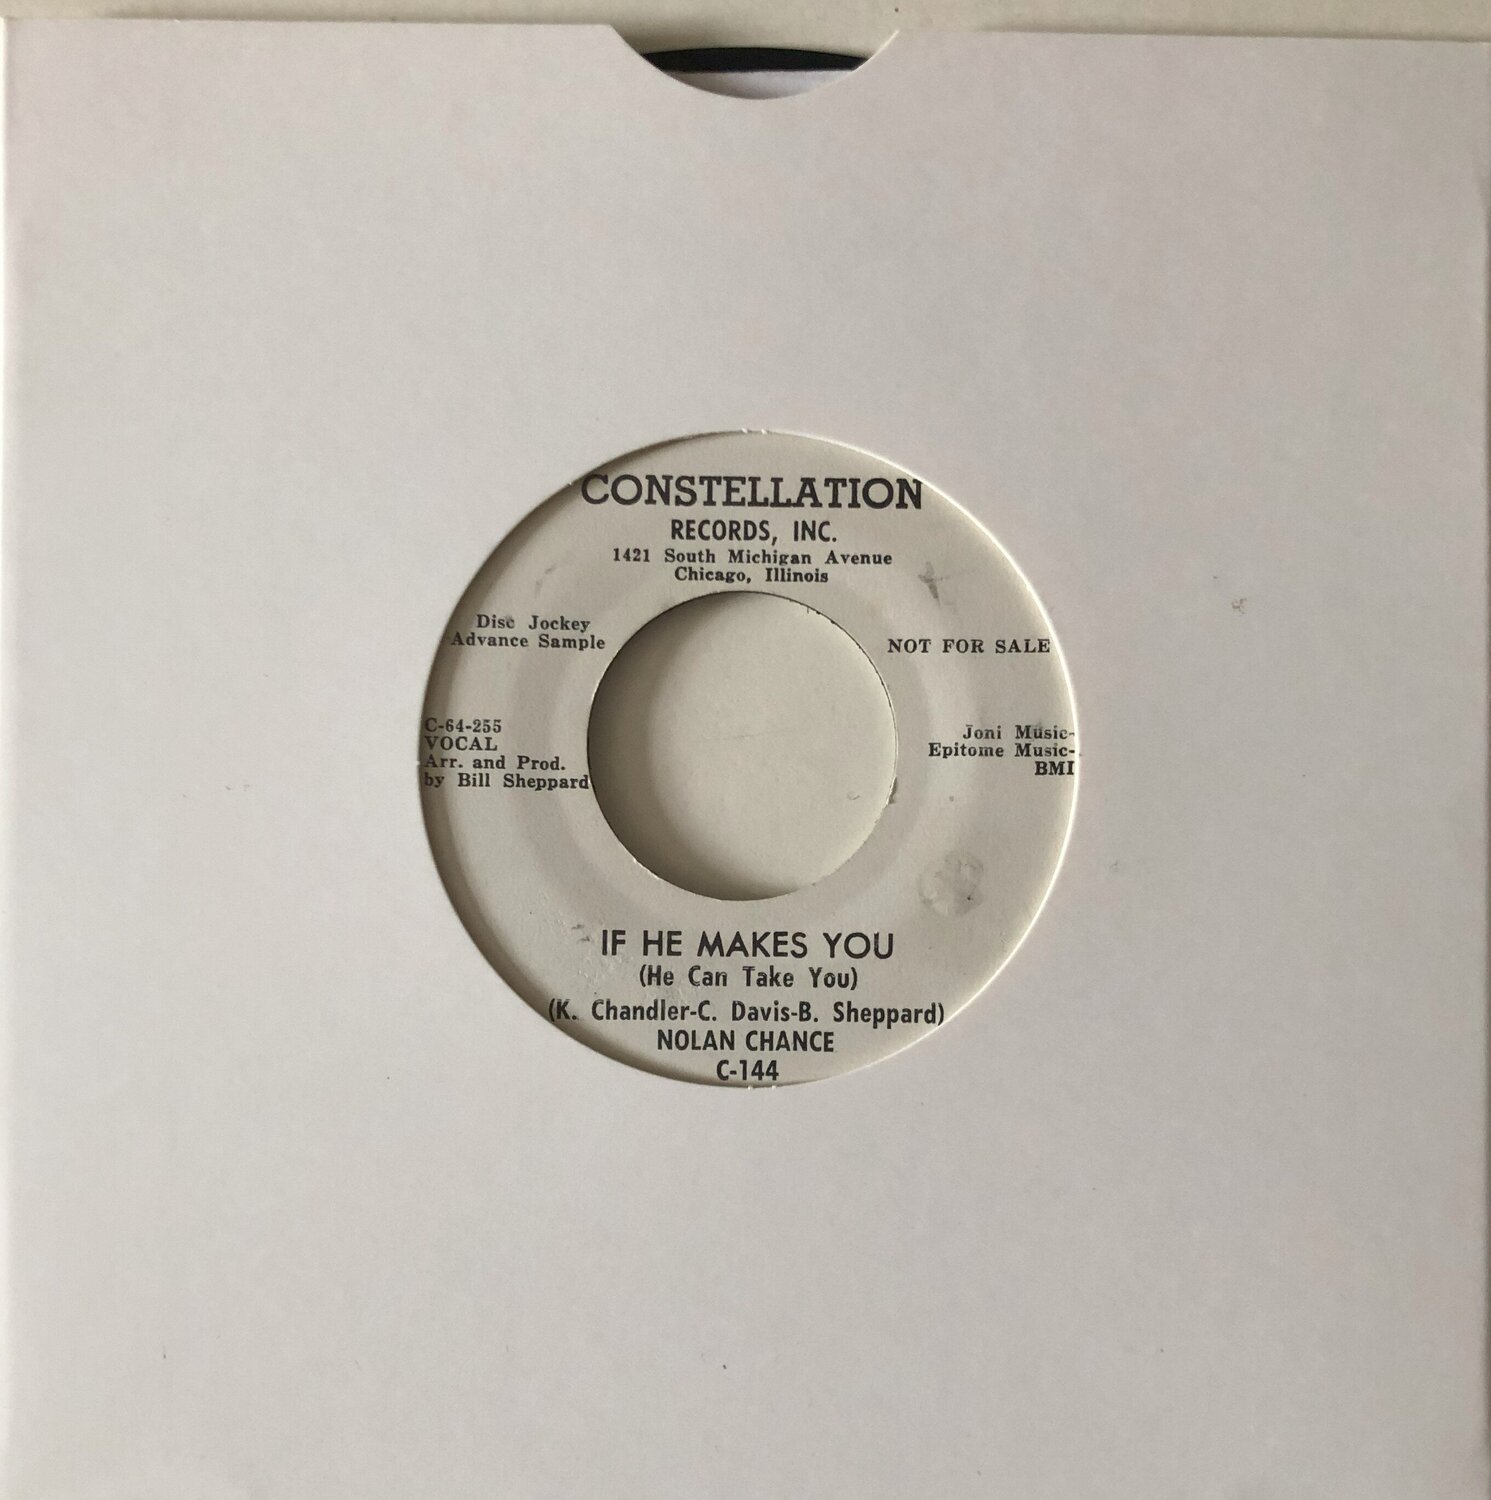 CONSTELLATION
RECORDS, INC.
1421 South Michigan Avenue
Chicago, Illinois
Disc Jockey
Advance Sample
NOT FOR SALE
C-64-255
VOCAL
Arr. and Prod.
by Bill Sheppard
Joni Music-
Epitome Music-
BMI
IF HE MAKES YOU
(He Can Take You)
(K. Chandler-C. Davis-B. Sheppard)
NOLAN CHANCE
C-144